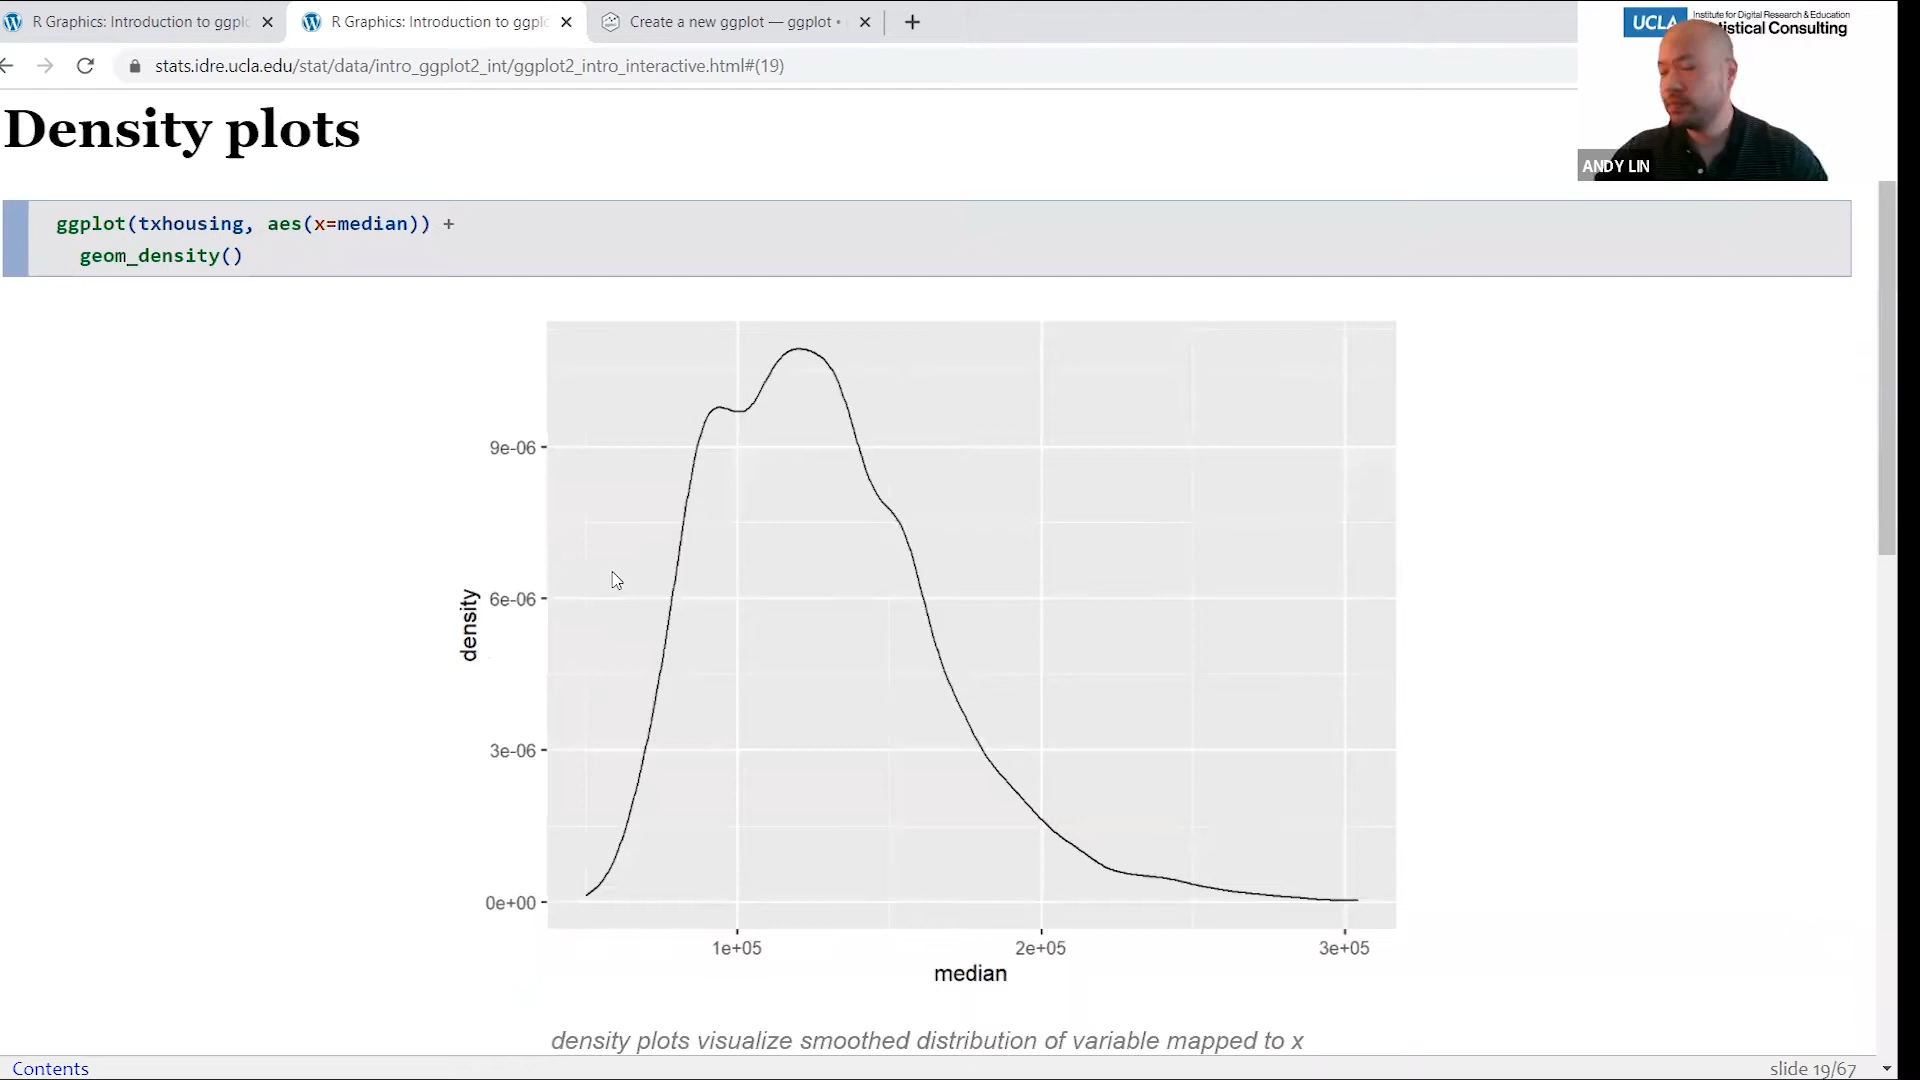 R Graphics: Introduction to ggplo
R Graphics: Introduction to ggplo
Create a new ggplot — ggplot •
stats.idre.ucla.edu/stat/data/intro_ggplot2_int/ggplot2_intro_interactive.html#(19)
UCLA
Institute for Digital Research & Education
istical Consulting
ANDY LIN
Density plots
ggplot(txhousing, aes(x=median)) +
geom_density()
density
9e-06
6e-06
3e-06
0e+00
1e+05 2e+05 3e+05
median
density plots visualize smoothed distribution of variable mapped to x
Contents
slide 19/67